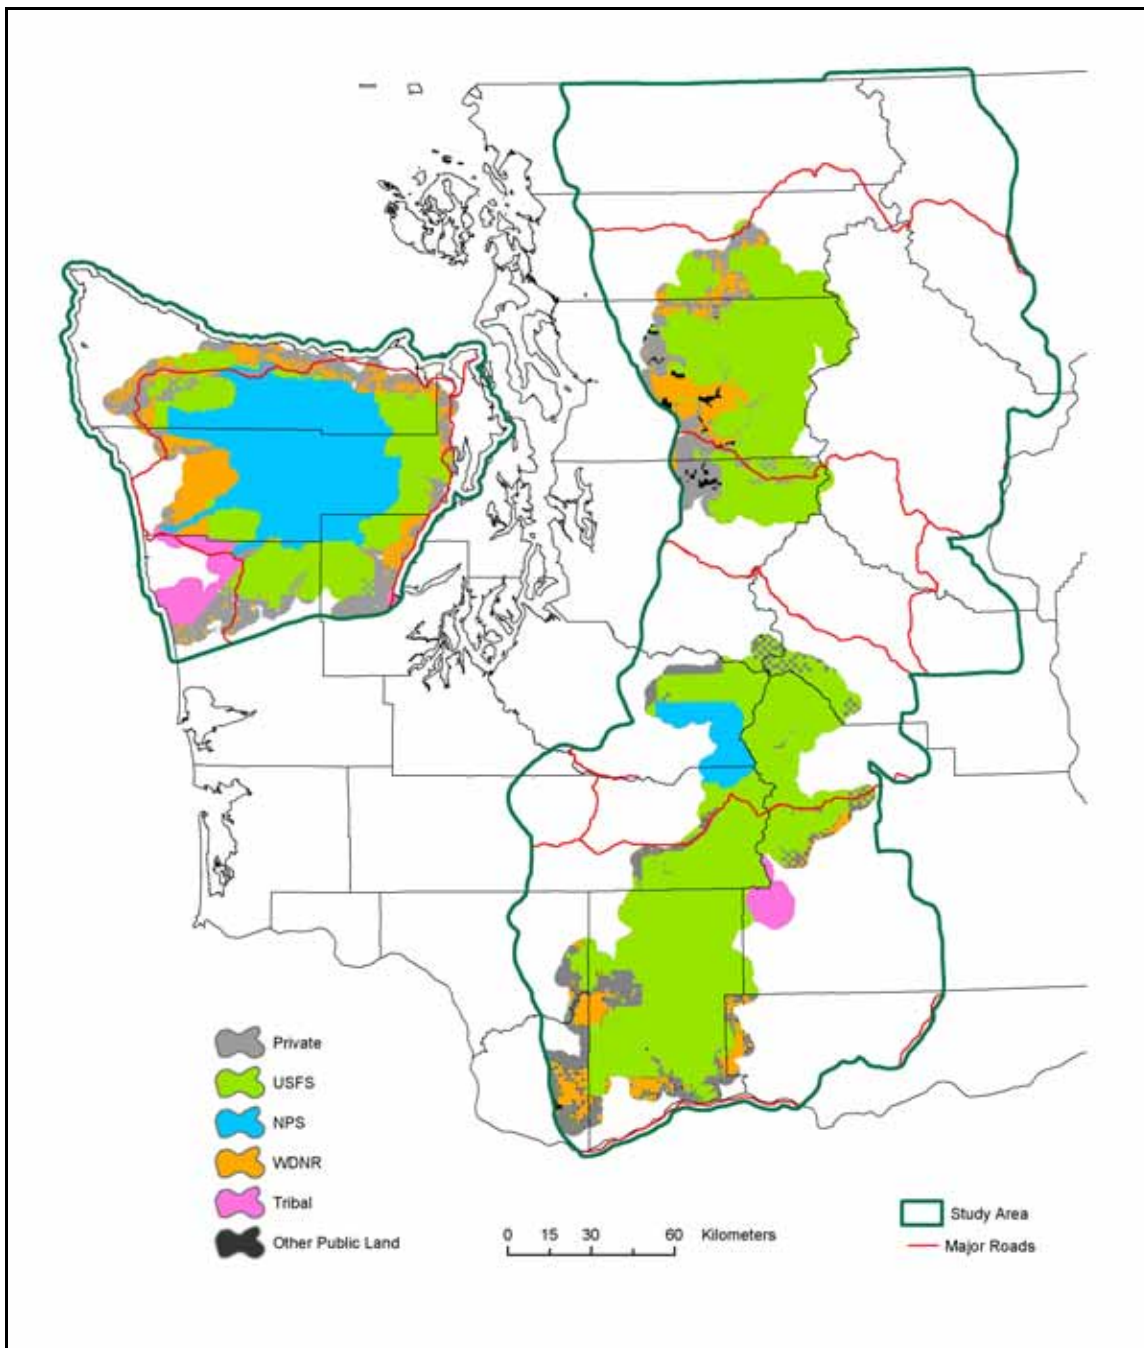 Private
USFS
NPS
WDNR
Tribal
Other Public Land
0 15 30 60 Kilometers
Study Area
Major Roads